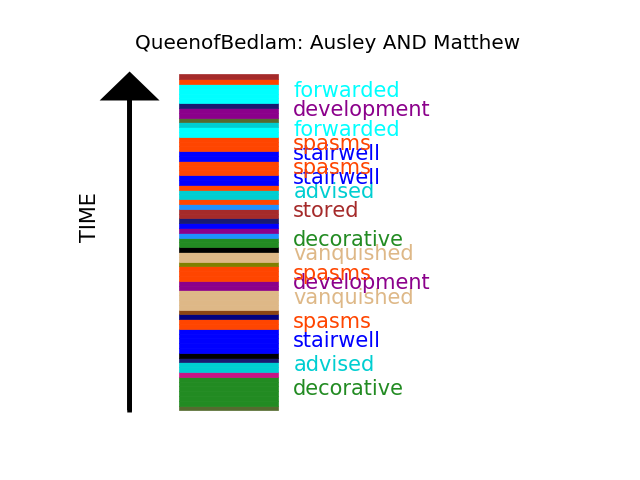 QueenofBedlam: Ausley AND Matthew
forwarded
development
forwarded
spasms
stairwell
spasms
stairwell
advised
stored
decorative
vanquished
spasms
development
vanquished
spasms
stairwell
advised
decorative
TIME